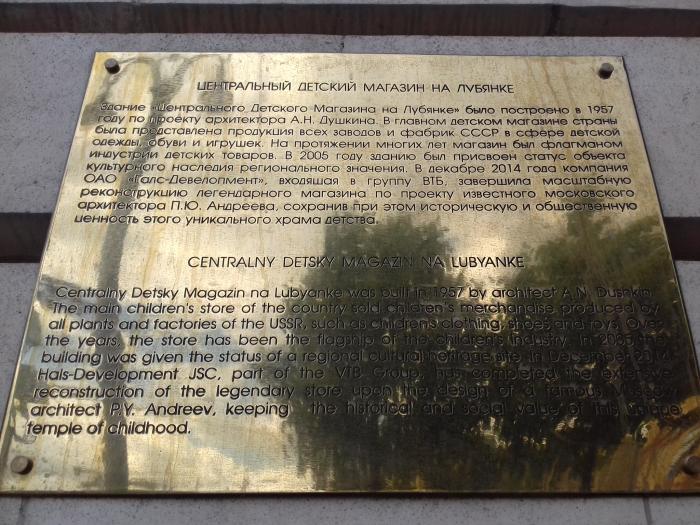 ЦЕНТРАЛЬНЫЙ ДЕТСКИЙ МАГАЗИН НА ЛУБЯНКЕ
Здание «Центрального Детского Магазина на Лубянке» было построено в 1957
году по проекту архитектора А.Н. Душкина. В главном детском магазине страны
была представлена продукция всех заводов и фабрик СССР в сфере детской
одежды, обуви и игрушек. На протяжении многих лет магазин был флагманом
индустрии детских товаров. В 2005 году зданию был присвоен статус объекта
культурного наследия регионального значения. В декабре 2014 года компания
ОАО «Галс-Девелопмент», входящая в группу ВТБ, завершила масштабную
реконструкцию легендарного магазина по проекту известного московского
архитектора П.Ю. Андреева, сохранив при этом историческую и общественную
ценность этого уникального храма детства.
CENTRALNY DETSKY MAGAZIN NA LUBYANKE
Centralny Detsky Magazin na Lubyanke was built in 1957 by architect A.N. Dushkin.
The main children's store of the country sold children's merchandise produced by
all plants and factories of the USSR, such as children's clothing, shoes and toys. Over
the years, the store has been the flagship of the children's industry. In 2005 the
building was given the status of a regional cultural heritage site. In December 2014
Hals-Development JSC, part of the VTB Group, has completed the extensive
reconstruction of the legendary store upon the design of a famous Moscow
architect P.Y. Andreev, keeping the historical and social value of this unique
temple of childhood.